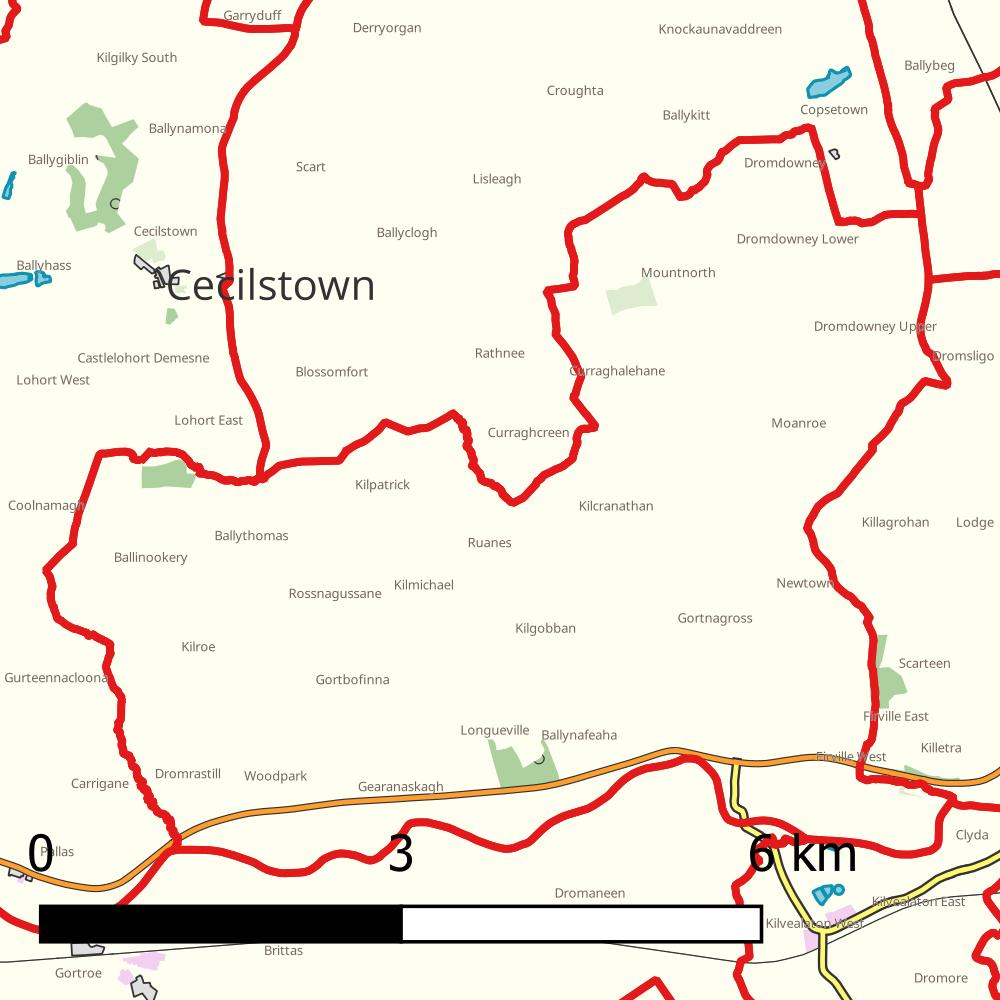 Garryduff
Derryorgan
Knockaunavaddreen
Kilgilky South
Ballybeg
Croughta
Copsetown
Ballykitt
Ballynamona
Ballygiblin
Scart
Dromdowney
Lisleagh
Cecilstown
Ballyclogh
Dromdowney Lower
Ballyhass
Mountnorth
Cecilstown
Dromdowney Upper
Rathnee
Dromsligo
Castlelohort Demesne
Blossomfort
Curraghalehane
Lohort West
Lohort East
Moanroe
Curraghcreen
Kilpatrick
Coolnamagh
Kilcranathan
Killagrohan
Lodge
Ballythomas
Ruanes
Ballinookery
Newtown
Kilmichael
Rossnagussane
Gortnagross
Kilgobban
Kilroe
Scarteen
Gurteennacloona
Gortbofinna
Firville East
Longueville
Ballynafeaha
Killetra
Firville West
Dromrastill
Woodpark
Carrigane
Gearanaskagh
Clyda
0
3
6 km
Pallas
Dromaneen
Kilvealaton East
Kilvealaton West
Brittas
Gortroe
Dromore